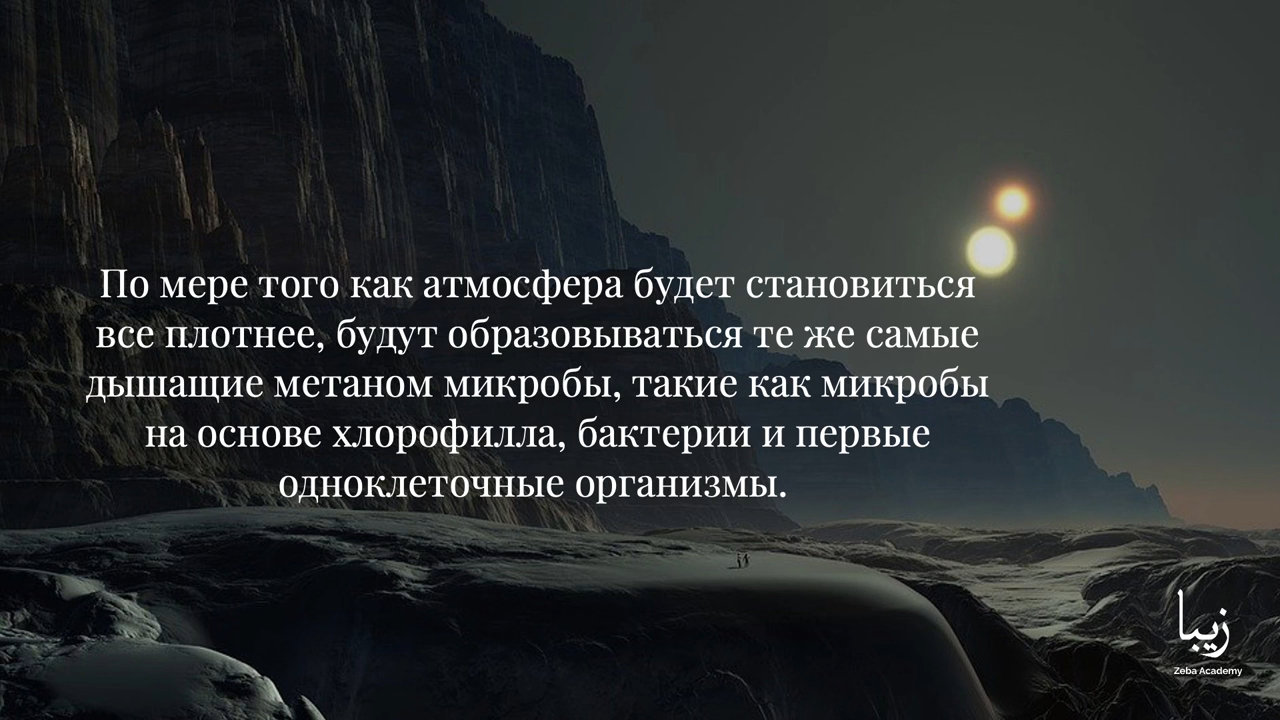 По мере того как атмосфера будет становиться
все плотнее, будут образовываться те же самые
дышащие метаном микробы, такие как микробы
на основе хлорофилла, бактерии и первые
одноклеточные организмы.
زیبا
Zeba Academy